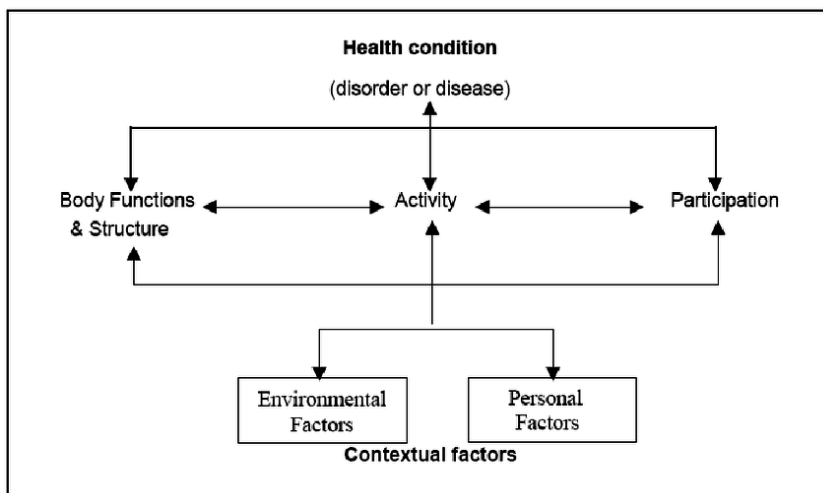 Health condition
(disorder or disease)
Body Functions
& Structure
Activity
Participation
Environmental
Factors
Personal
Factors
Contextual factors